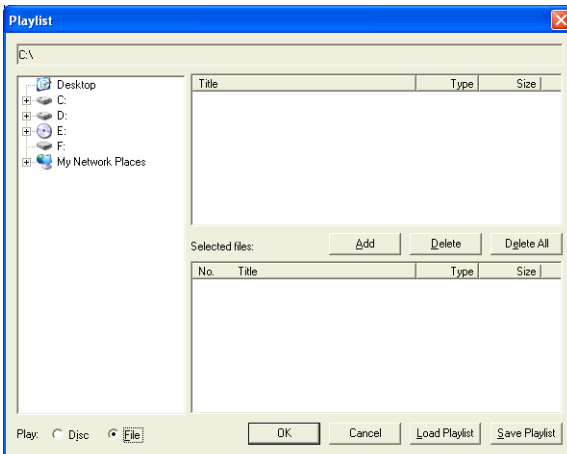 Playlist
C:\
Desktop
C:
D:
E:
F:
My Network Places
Title Type Size
Selected files: Add Delete Delete All
No. Title Type Size
Play: Disc File OK Cancel Load Playlist Save Playlist